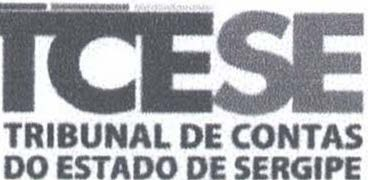 TCESE
TRIBUNAL DE CONTAS
DO ESTADO DE SERGIPE